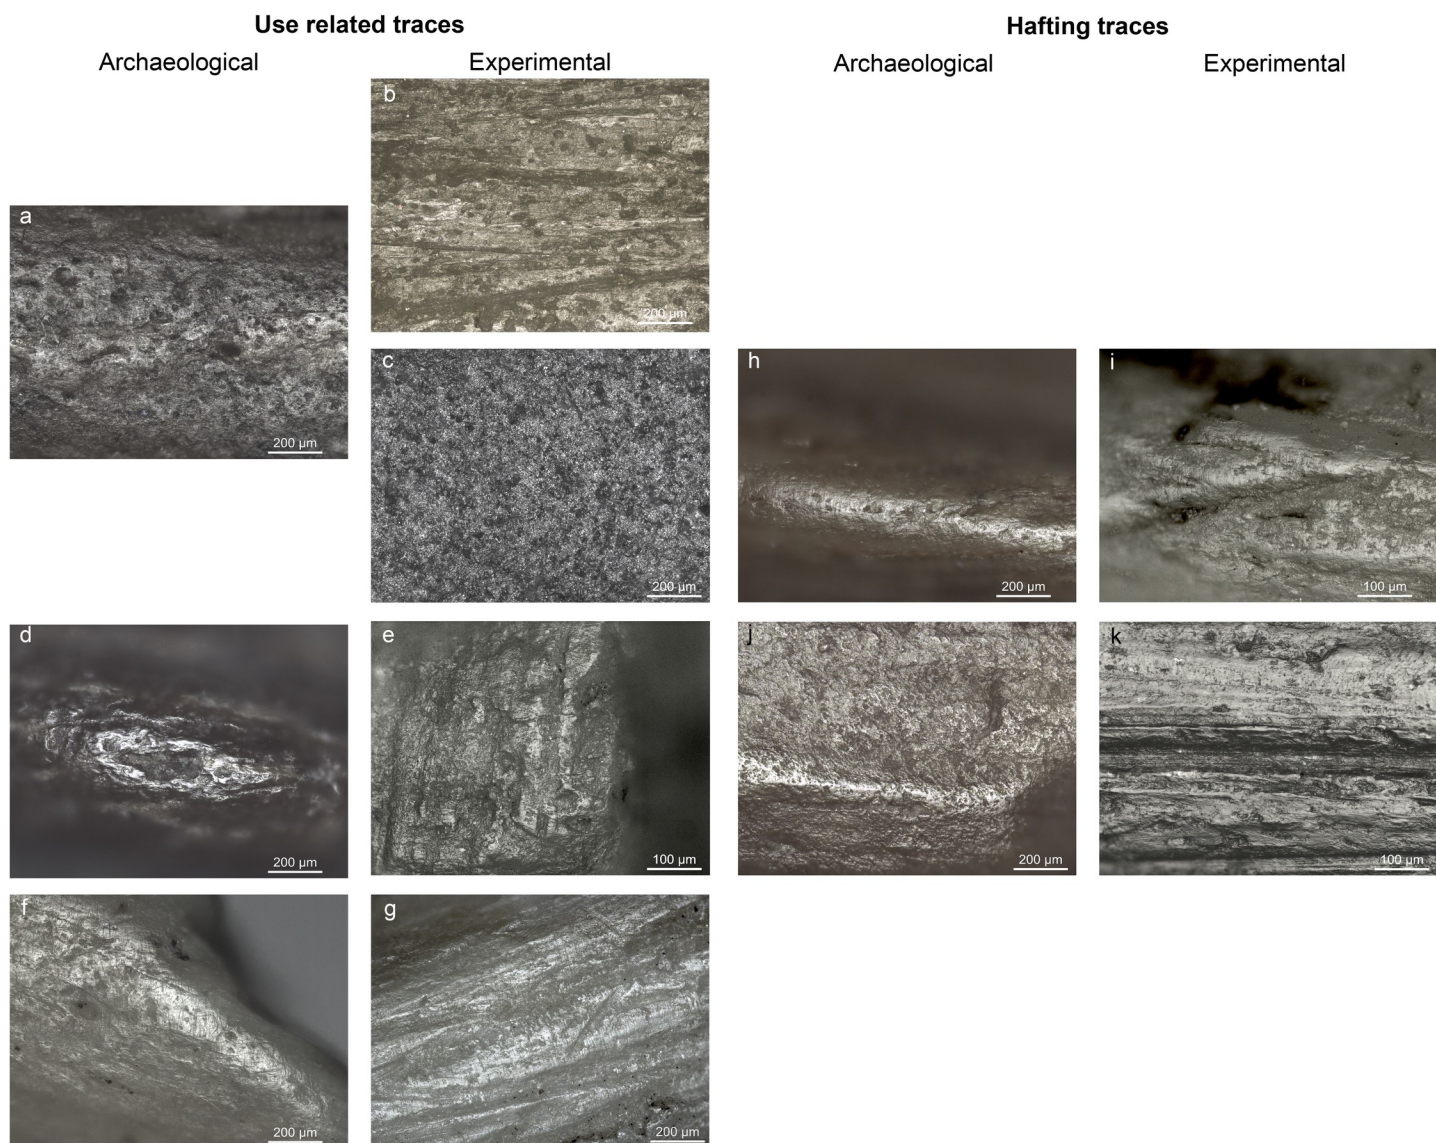 Use related traces
Hafting traces
Archaeological
Experimental
Archaeological
Experimental
b
200 µm
a
200 µm
c
200 µm
h
200 µm
i
100 µm
d
200 µm
e
100 µm
j
200 µm
k
100 µm
f
200 µm
g
200 µm